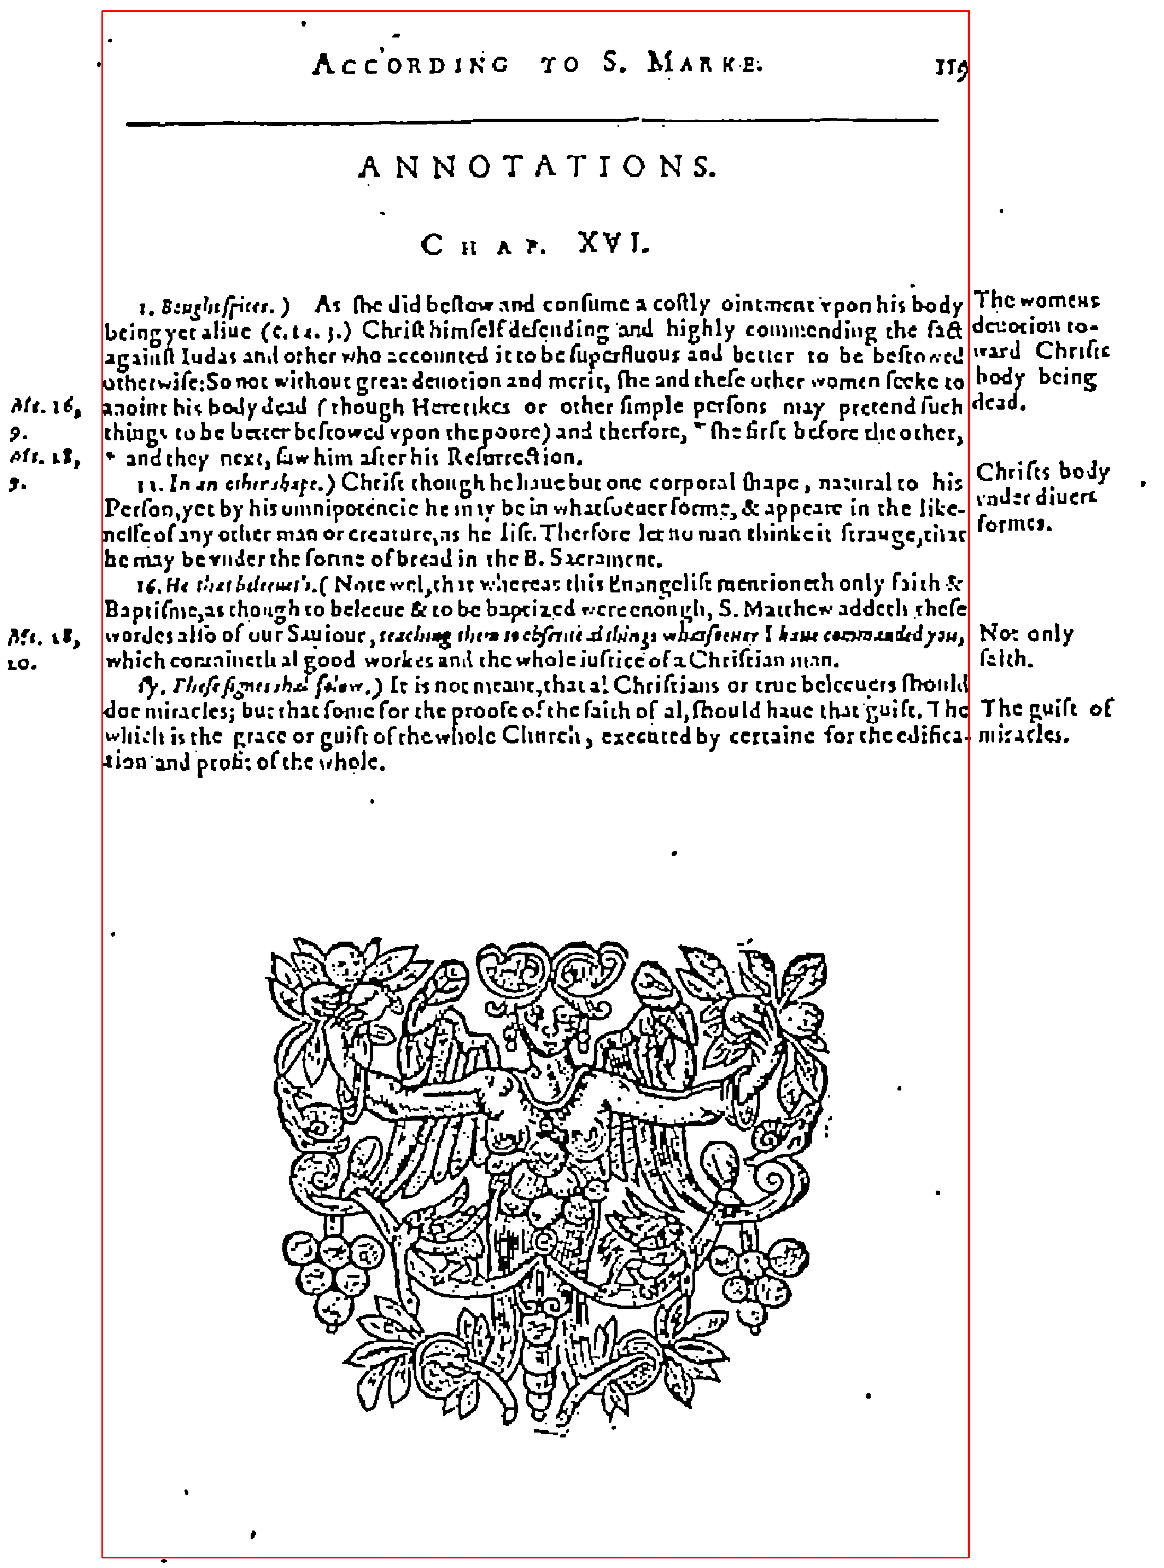 ACCORDING TO S. MARKE. 119
ANNOTATIONS.
CHAP. XVI.
1. Bought spices.) As ſhe did beſtow and conſume a coſtly ointment vpon his body
being yet aliue (c. 14. 3.) Chriſt himſelf defending and highly commending the fact
againſt Iudas and other who accounted it to be ſuperfluous and better to be beſtowed
otherwiſe: So not without great deuotion and merit, ſhe and theſe other women ſeeke to
anoint his body dead (though Heretikes or other ſimple perſons may pretend ſuch
things to be better beſtowed vpon the poore) and therfore, * ſhe firſt before the other,
* and they next, ſaw him after his Reſurrection.
12. In an other shape.) Chriſt though he haue but one corporal ſhape, natural to his
Perſon, yet by his omnipotencie he may be in whatſoeuer forme, & appeare in the like-
neſſe of any other man or creature, as he liſt. Therfore let no man thinke it ſtrange, that
he may be vnder the forme of bread in the B. Sacrament.
16. He that beleeueth.( Note wel, that whereas this Euangeliſt mentioneth only faith &
Baptiſme, as though to beleeue & to be baptized were enough, S. Matthew addeth theſe
wordes alſo of our Sauiour, teaching them to obſerue al things whatſoeuer I haue commanded you,
which containeth al good workes and the whole iuſtice of a Chriſtian man.
17. Theſe ſignes shal folow.) It is not meant, that al Chriſtians or true beleeuers ſhould
doe miracles; but that ſome for the proofe of the faith of al, ſhould haue that guift. The
which is the grace or guift of the whole Church, executed by certaine for the edifica-
tion and profit of the whole.
The womens
deuotion to-
ward Chriſts
body being
dead.
Chriſts body
vnder diuers
formes.
Not only
faith.
The guift of
miracles.
Mt. 16,
9.
Mt. 28,
9.
Mt. 28,
20.